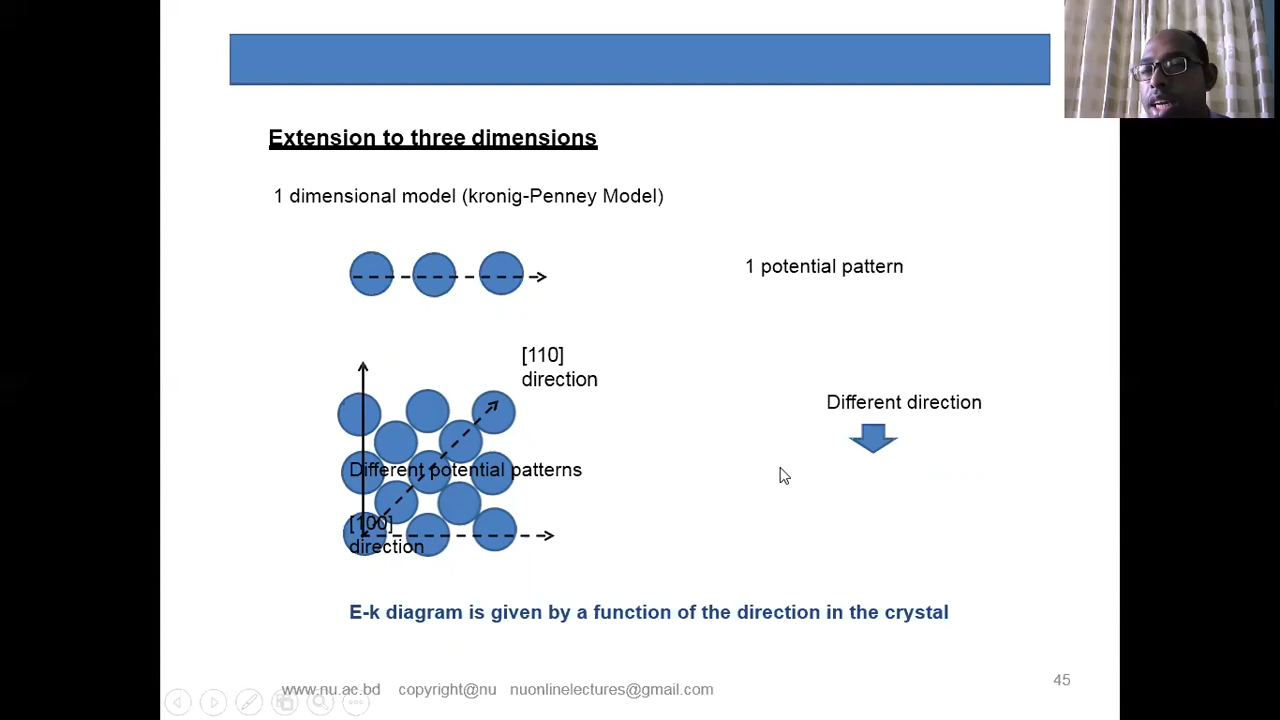 Extension to three dimensions
1 dimensional model (kronig-Penney Model)
1 potential pattern
[110]
direction
Different direction
Different potential patterns
[100]
direction
E-k diagram is given by a function of the direction in the crystal
www.nu.ac.bd copyright@nu nuonlinelectures@gmail.com
45